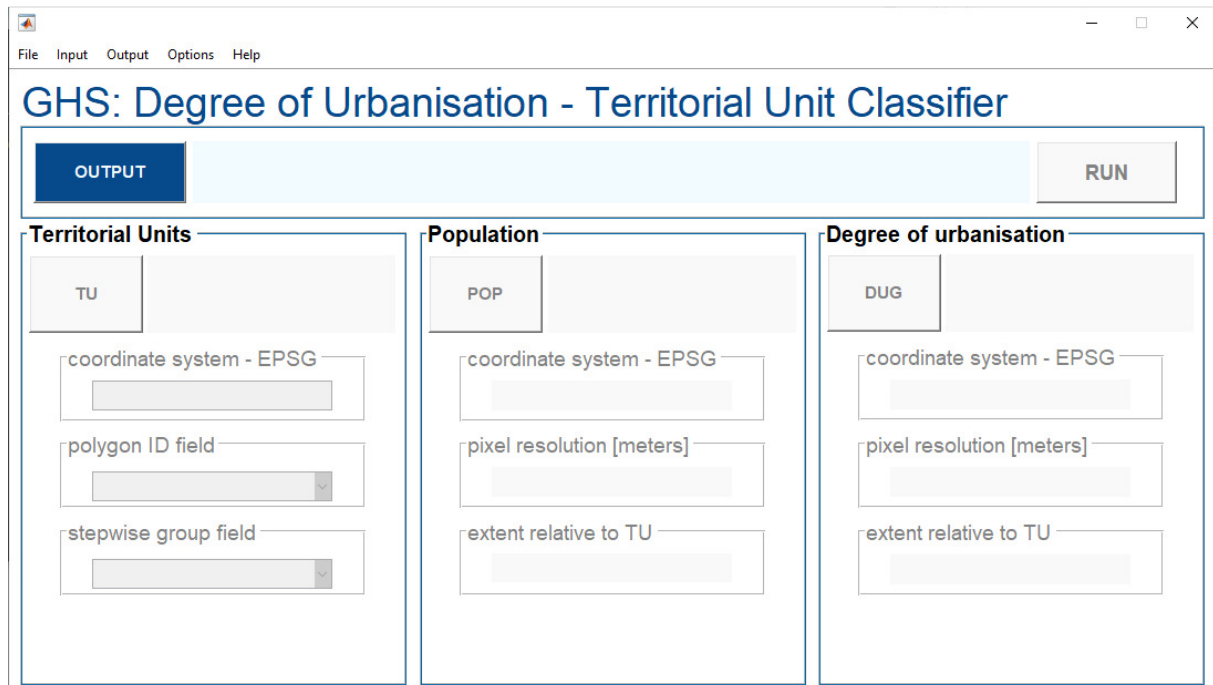 File Input Output Options Help
GHS: Degree of Urbanisation - Territorial Unit Classifier
OUTPUT
RUN
Territorial Units
TU
coordinate system - EPSG
polygon ID field
stepwise group field
Population
POP
coordinate system - EPSG
pixel resolution [meters]
extent relative to TU
Degree of urbanisation
DUG
coordinate system - EPSG
pixel resolution [meters]
extent relative to TU